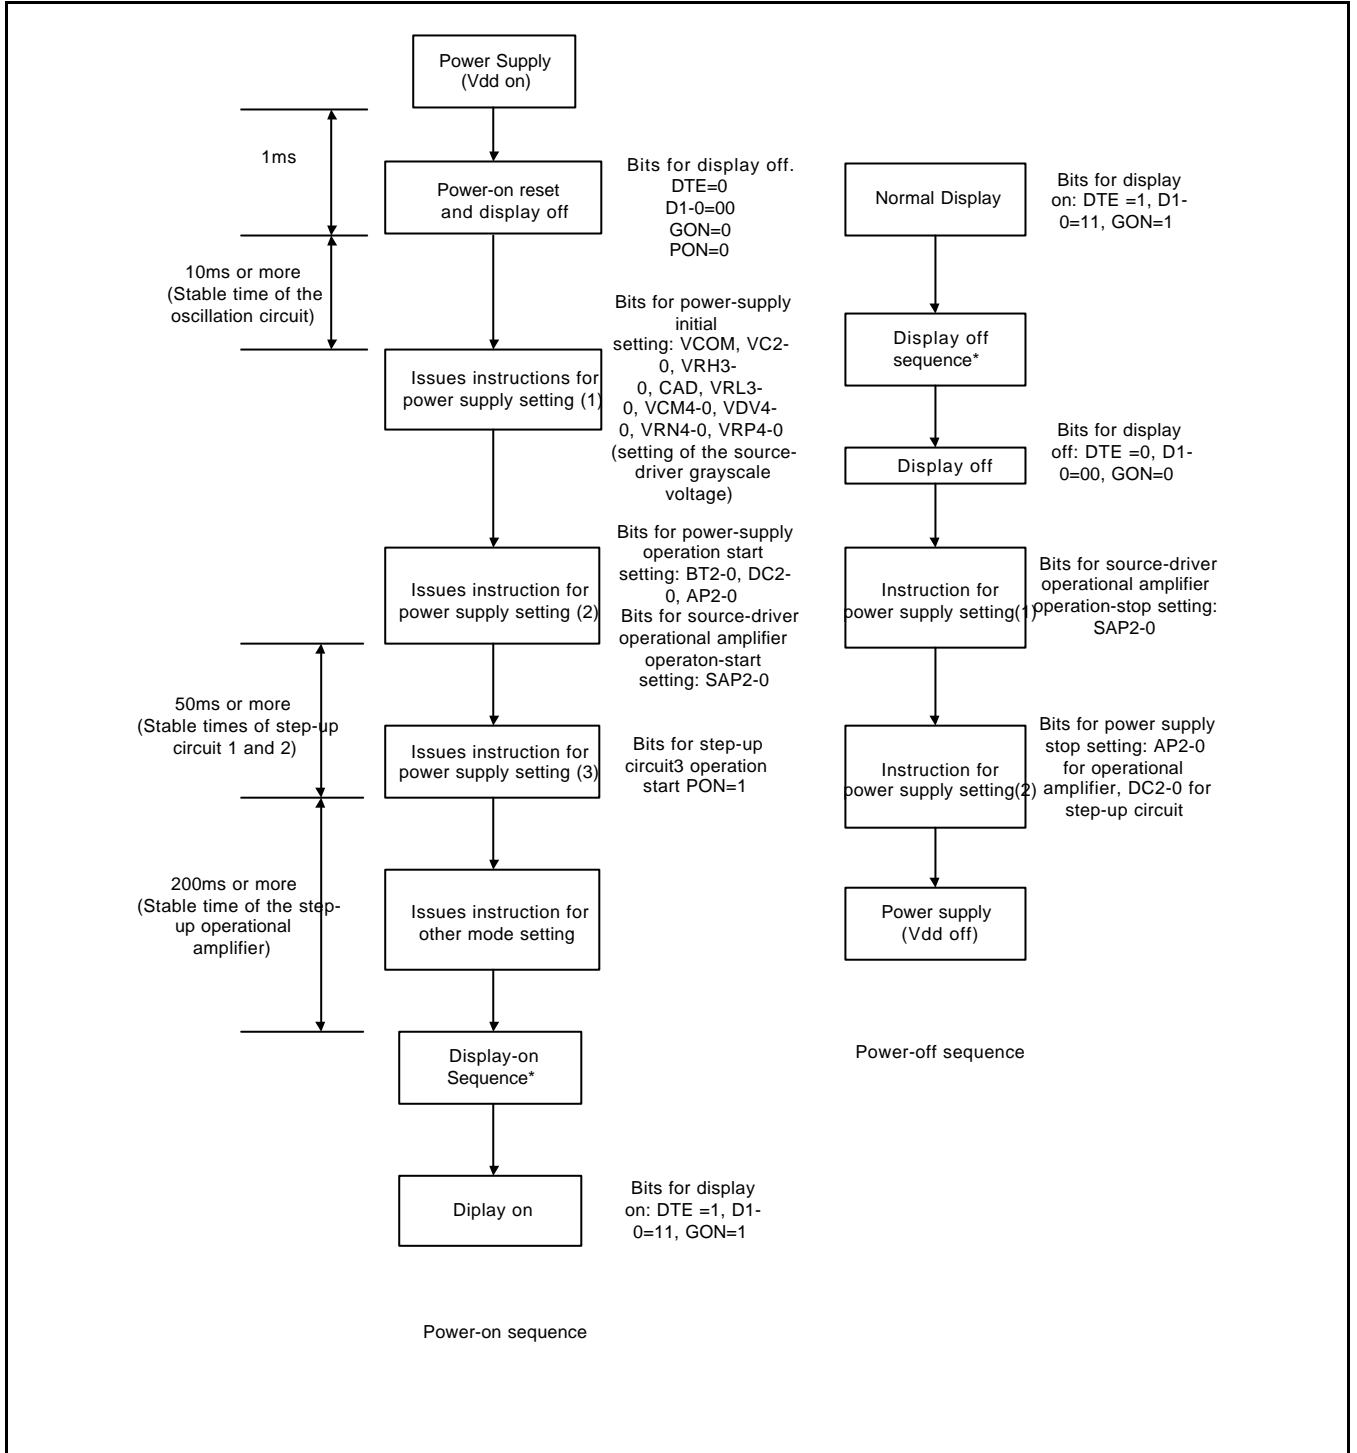 Power Supply
(Vdd on)
1ms
Power-on reset
and display off
Bits for display off.
DTE=0
D1-0=00
GON=0
PON=0
10ms or more
(Stable time of the
oscillation circuit)
Issues instructions for
power supply setting (1)
Bits for power-supply
initial
setting: VCOM, VC2-
0, VRH3-
0, CAD, VRL3-
0, VCM4-0, VDV4-
0, VRN4-0, VRP4-0
(setting of the source-
driver grayscale
voltage)
Issues instruction for
power supply setting (2)
Bits for power-supply
operation start
setting: BT2-0, DC2-
0, AP2-0
Bits for source-driver
operational amplifier
operaton-start
setting: SAP2-0
50ms or more
(Stable times of step-up
circuit 1 and 2)
Issues instruction for
power supply setting (3)
Bits for step-up
circuit3 operation
start PON=1
200ms or more
(Stable time of the step-
up operational
amplifier)
Issues instruction for
other mode setting
Display-on
Sequence*
Diplay on
Bits for display
on: DTE =1, D1-
0=11, GON=1
Power-on sequence
Normal Display
Bits for display
on: DTE =1, D1-
0=11, GON=1
Display off
sequence*
Display off
Bits for display
off: DTE =0, D1-
0=00, GON=0
Instruction for
power supply setting(1)
Bits for source-driver
operational amplifier
operation-stop setting:
SAP2-0
Instruction for
power supply setting(2)
Bits for power supply
stop setting: AP2-0
for operational
amplifier, DC2-0 for
step-up circuit
Power supply
(Vdd off)
Power-off sequence